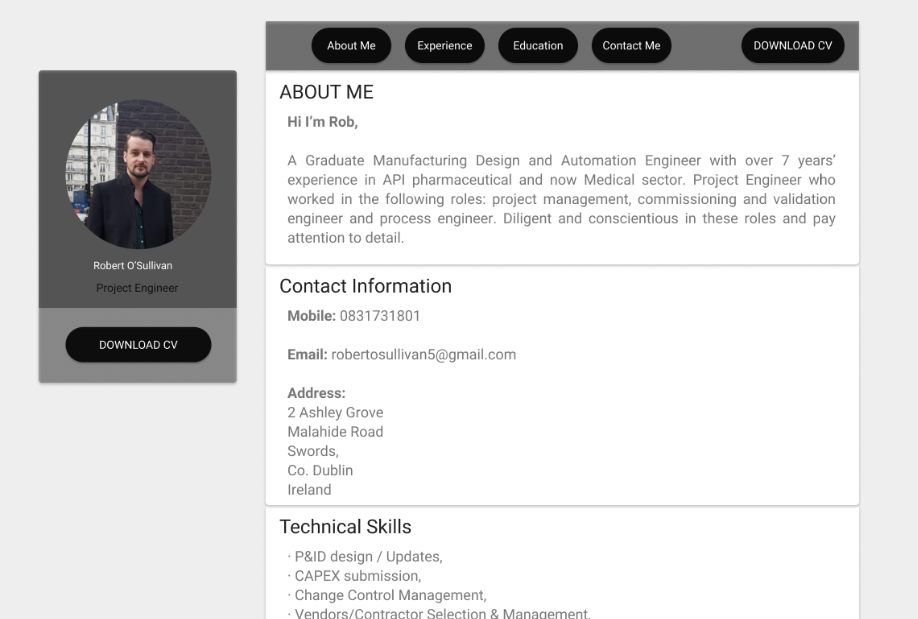 About Me
Experience
Education
Contact Me
DOWNLOAD CV
Robert O'Sullivan
Project Engineer
DOWNLOAD CV
ABOUT ME
Hi I'm Rob,
A Graduate Manufacturing Design and Automation Engineer with over 7 years'
experience in API pharmaceutical and now Medical sector. Project Engineer who
worked in the following roles: project management, commissioning and validation
engineer and process engineer. Diligent and conscientious in these roles and pay
attention to detail.
Contact Information
Mobile: 0831731801
Email: robertosullivan5@gmail.com
Address:
2 Ashley Grove
Malahide Road
Swords,
Co. Dublin
Ireland
Technical Skills
· P&ID design / Updates,
· CAPEX submission,
· Change Control Management,
· Vendors/Contractor Selection & Management,